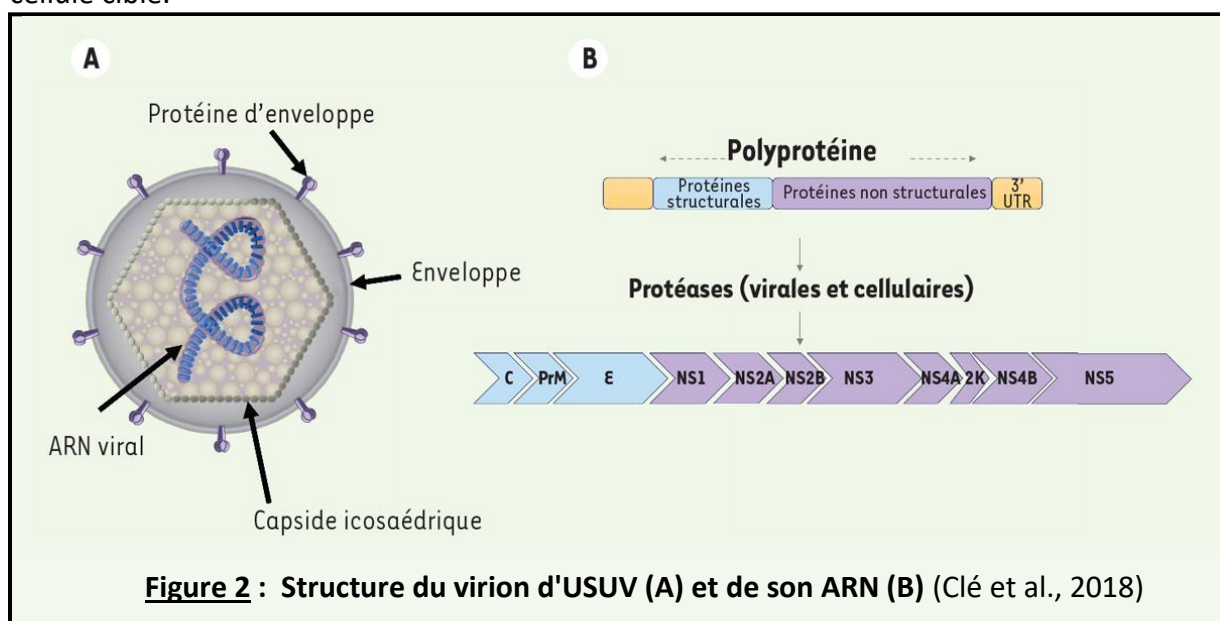 cellule cible.
A
B
Protéine d'enveloppe
Enveloppe
ARN viral
Capside icosaédrique
Polyprotéine
Protéines
structurales
Protéines non structurales
3'
UTR
Protéases (virales et cellulaires)
C PrM E NS1 NS2A NS2B NS3 NS4A 2K NS4B NS5
Figure 2 : Structure du virion d'USUV (A) et de son ARN (B) (Clé et al., 2018)